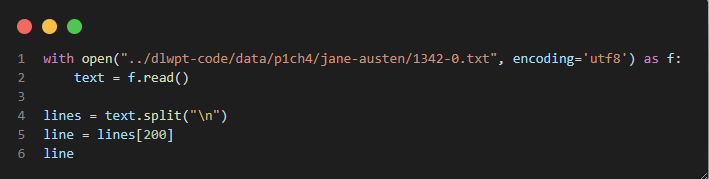 1 with open("../dlwpt-code/data/p1ch4/jane-austen/1342-0.txt", encoding='utf8') as f:
2     text = f.read()
3
4 lines = text.split("\n")
5 line = lines[200]
6 line